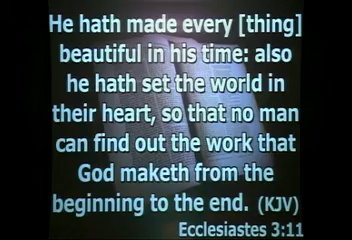 He hath made every [thing]
beautiful in his time: also
he hath set the world in
their heart, so that no man
can find out the work that
God maketh from the
beginning to the end. (KJV)
Ecclesiastes 3:11